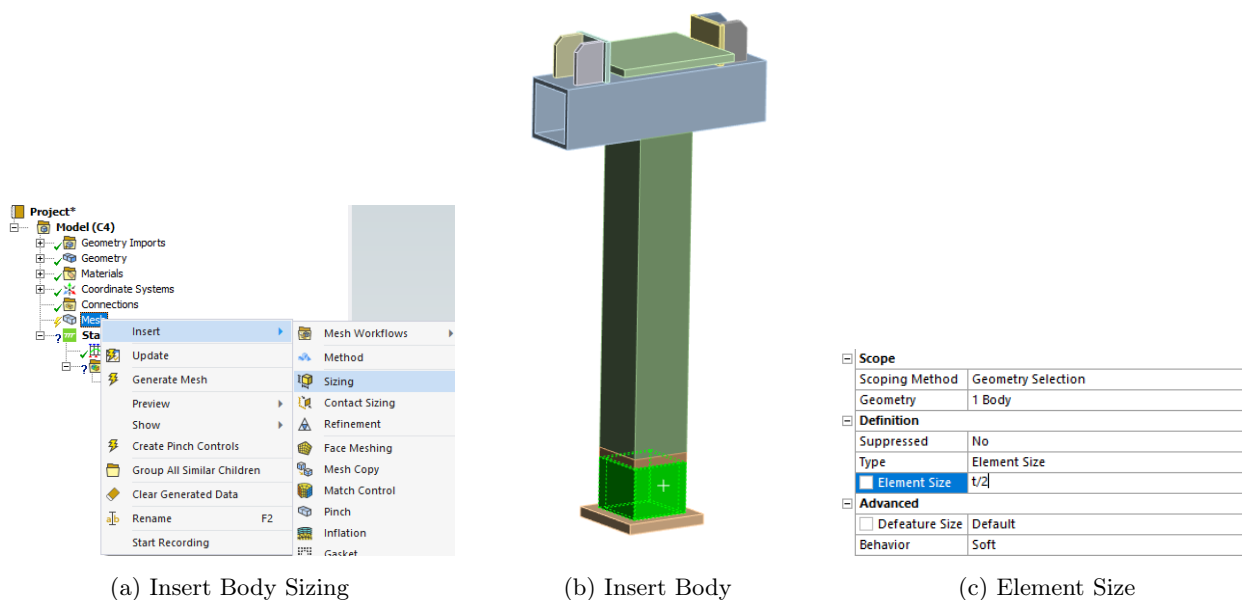 Project*
Model (C4)
Geometry Imports
Geometry
Materials
Coordinate Systems
Connections
Mesh
Sta
Insert
Update
Generate Mesh
Preview
Show
Create Pinch Controls
Group All Similar Children
Clear Generated Data
Rename F2
Start Recording
Mesh Workflows
Method
Sizing
Contact Sizing
Refinement
Face Meshing
Mesh Copy
Match Control
Pinch
Inflation
Gasket
Scope
Scoping Method Geometry Selection
Geometry 1 Body
Definition
Suppressed No
Type Element Size
Element Size t/2
Advanced
Defeature Size Default
Behavior Soft
(a) Insert Body Sizing
(b) Insert Body
(c) Element Size